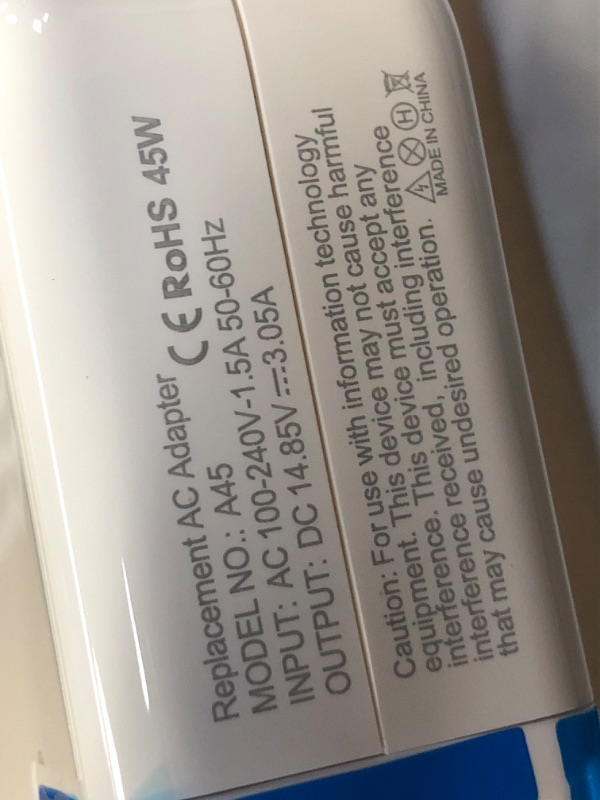 Replacement AC Adapter CE RoHS 45W
MODEL NO.: A45
INPUT: AC 100-240V-1.5A 50-60Hz
OUTPUT: DC 14.85V⎓3.05A
Caution: For use with information technology
equipment. This device may not cause harmful
interference. This device must accept any
interference received, including interference
that may cause undesired operation.
H
MADE IN CHINA